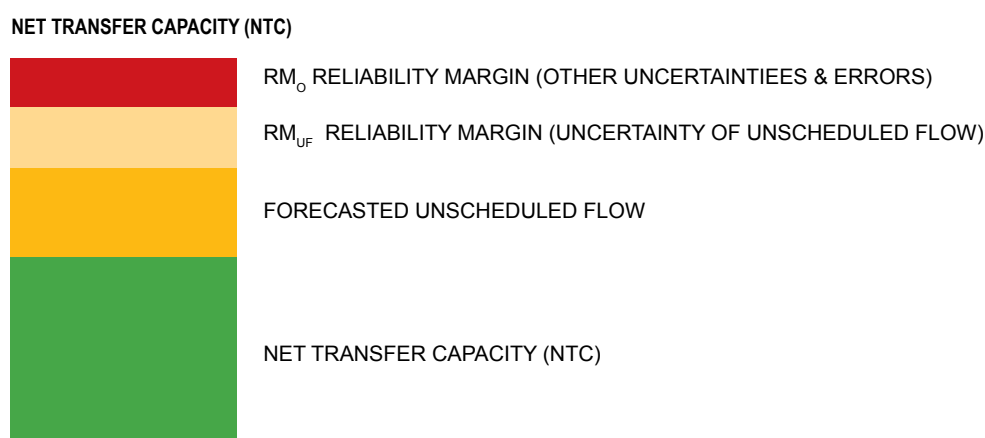 NET TRANSFER CAPACITY (NTC)
RMO RELIABILITY MARGIN (OTHER UNCERTAINTIEES & ERRORS)
RMUF RELIABILITY MARGIN (UNCERTAINTY OF UNSCHEDULED FLOW)
FORECASTED UNSCHEDULED FLOW
NET TRANSFER CAPACITY (NTC)